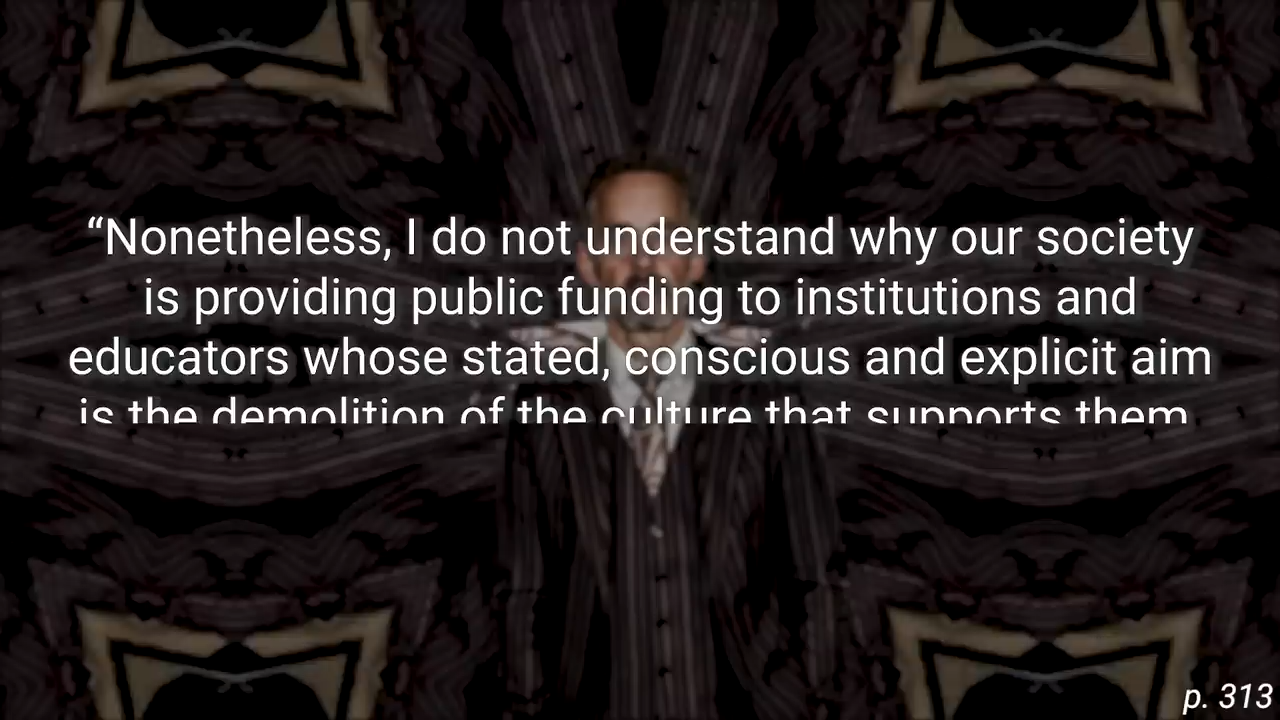 “Nonetheless, I do not understand why our society
is providing public funding to institutions and
educators whose stated, conscious and explicit aim
is the demolition of the culture that supports them
p. 313